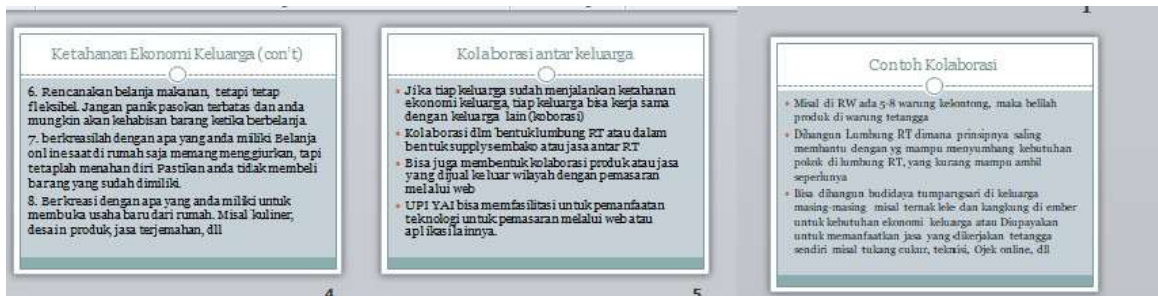 Ketahanan Ekonomi Keluarga (con't)
6. Rencanakan belanja makanan, tetapi tetap
fleksibel. Jangan panik pasokan terbatas dan anda
mungkin akan kehabisan barang ketika berbelanja.
7. berkreasilah dengan apa yang anda miliki Belanja
online saat di rumah saja memang menggiurkan, tapi
tetaplah menahan diri Pastikan anda tidak membeli
barang yang sudah dimiliki.
8. Berkreasi dengan apa yang anda miliki untuk
membuka usaha baru dari rumah. Misal kuliner,
desain produk, jasa terjemahan, dll
4
Kolaborasi antar keluarga
Jika tiap keluarga sudah menjalankan ketahanan
ekonomi keluarga, tiap keluarga bisa kerja sama
dengan keluarga lain (koborasi)
Kolaborasi dlm bentuk lumbung RT atau dalam
bentuk supply sembako atau jasa antar RT
Bisa juga membentuk kolaborasi produk atau jasa
yang dijual ke luar wilayah dengan pemasaran
melalui web
UPI YAI bisa memfasilitasi untuk pemanfaatan
teknologi untuk pemasaran melalui web atau
aplikasi lainnya.
5
Contoh Kolaborasi
Misal di RW ada 5-8 warung kelontong, maka belilah
produk di warung tetangga
Dibangun Lumbung RT dimana prinsipnya saling
membantu dengan yg mampu menyumbang kebutuhan
pokok di lumbung RT, yang kurang mampu ambil
seperlunya
Bisa dibangun budidaya tumpangsari di keluarga
masing-masing misal ternak lele dan kangkung di ember
untuk kebutuhan ekonomi keluarga atau Diupayakan
untuk memanfaatkan jasa yang dikerjakan tetangga
sendiri misal tukang cukur, teknisi, Ojek online, dll